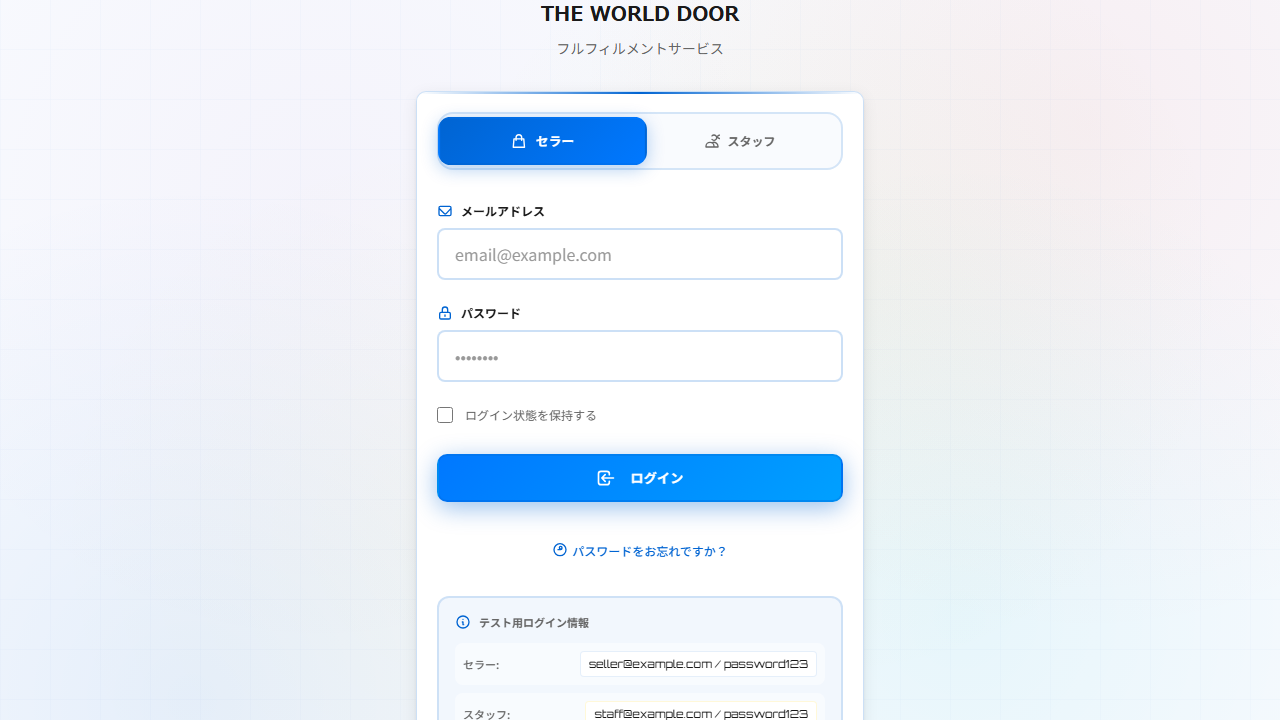 THE WORLD DOOR
フルフィルメントサービス
セラー
スタッフ
メールアドレス
email@example.com
パスワード
••••••••
ログイン状態を保持する
ログイン
パスワードをお忘れですか？
テスト用ログイン情報
セラー:
seller@example.com / password123
スタッフ:
staff@example.com / password123